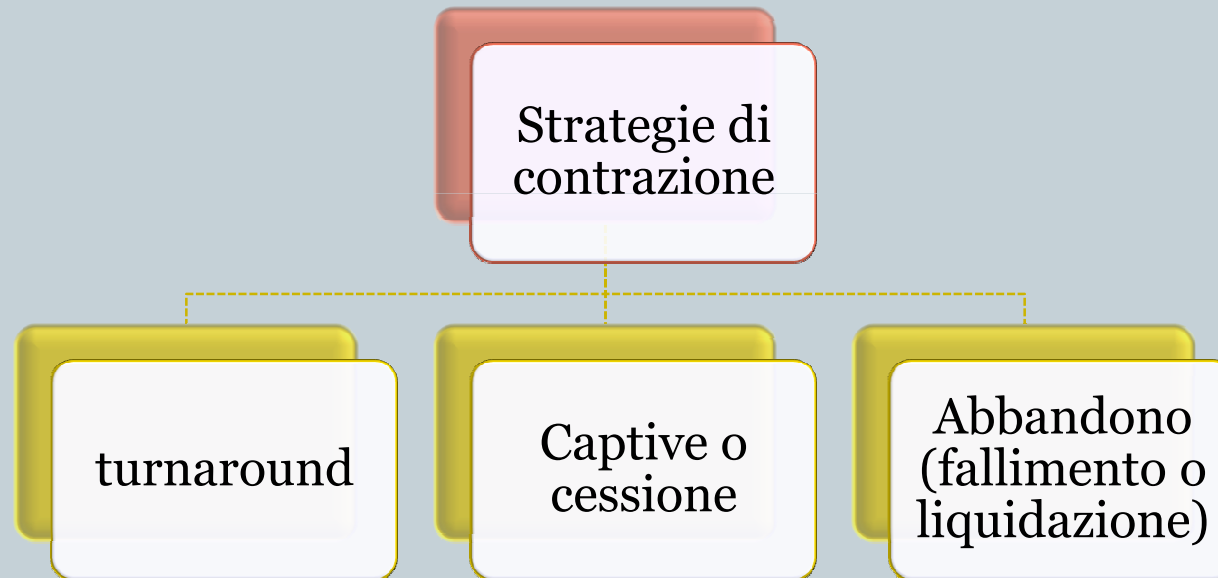 Strategie di
contrazione
turnaround
Captive o
cessione
Abbandono
(fallimento o
liquidazione)